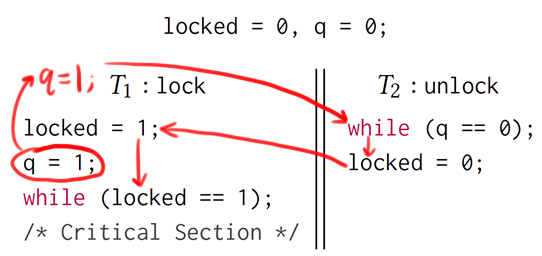 locked = 0, q = 0;
q=1; T₁ : lock
locked = 1;
q = 1;
while (locked == 1);
/* Critical Section */
T₂ : unlock
while (q == 0);
locked = 0;